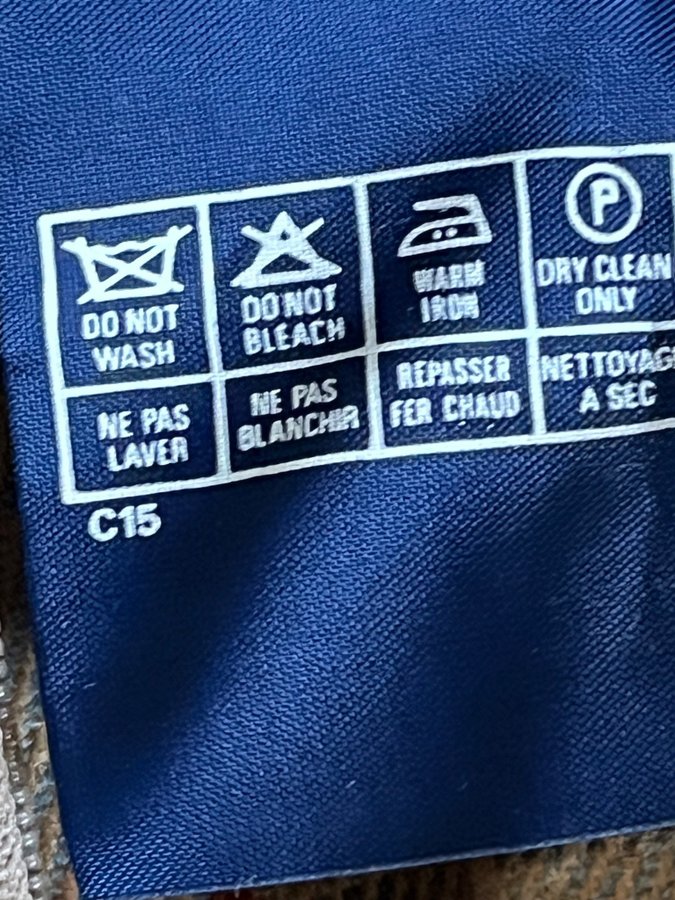 DO NOT
WASH
DO NOT
BLEACH
WARM
IRON
P
DRY CLEAN
ONLY
NE PAS
LAVER
NE PAS
BLANCHIR
REPASSER
FER CHAUD
NETTOYAGE
A SEC
C15